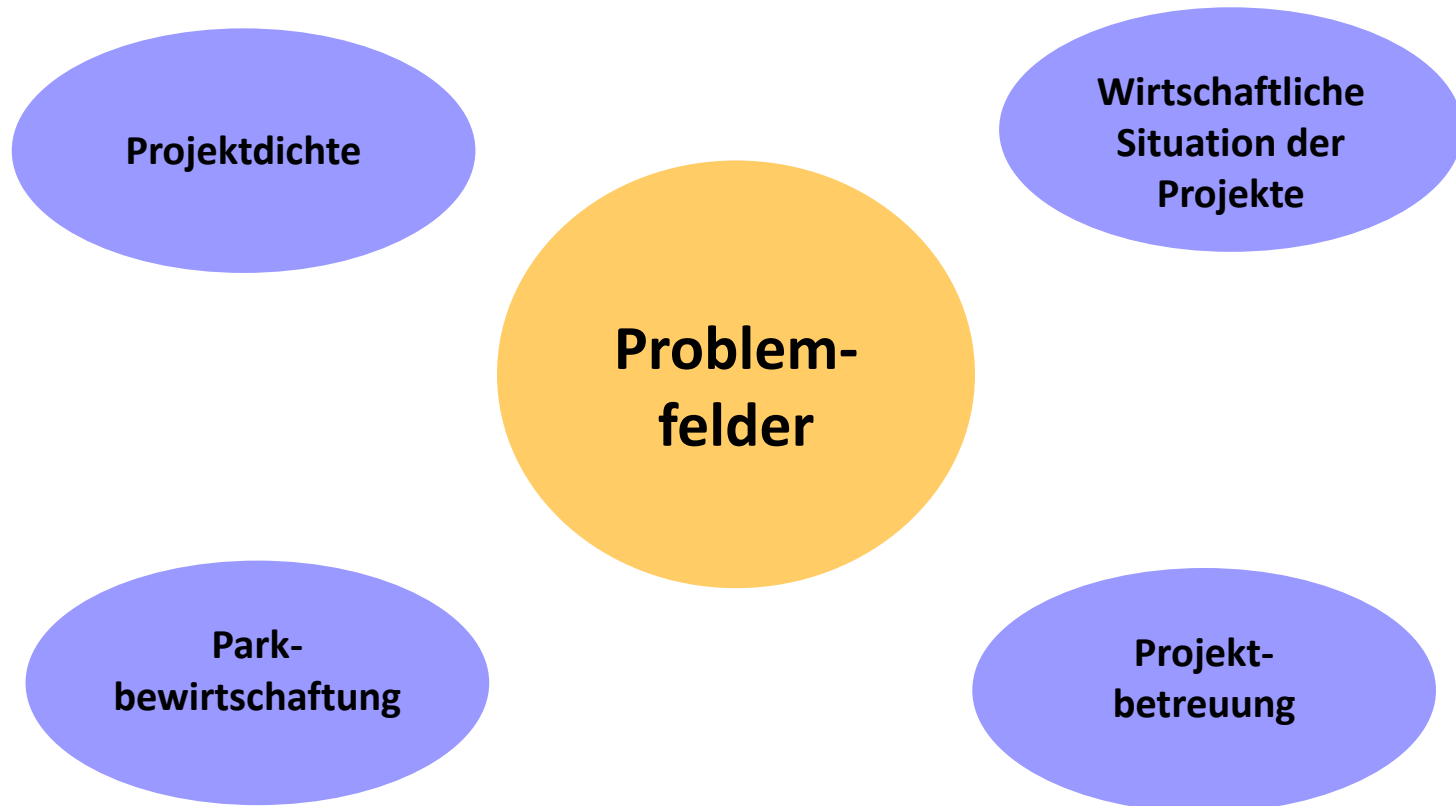 Projektdichte
Wirtschaftliche
Situation der
Projekte
Problem-
felder
Park-
bewirtschaftung
Projekt-
betreuung